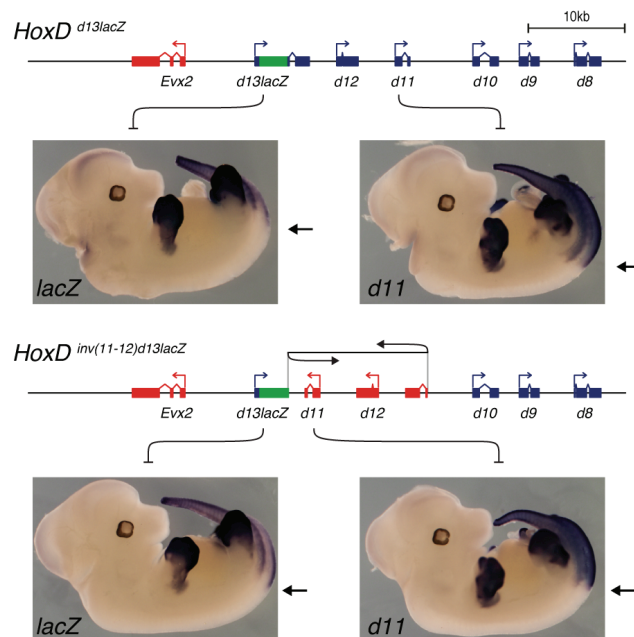 HoxD d13lacZ
10kb
Evx2 d13lacZ d12 d11 d10 d9 d8
lacZ d11
HoxD inv(11-12)d13lacZ
Evx2 d13lacZ d11 d12 d10 d9 d8
lacZ d11